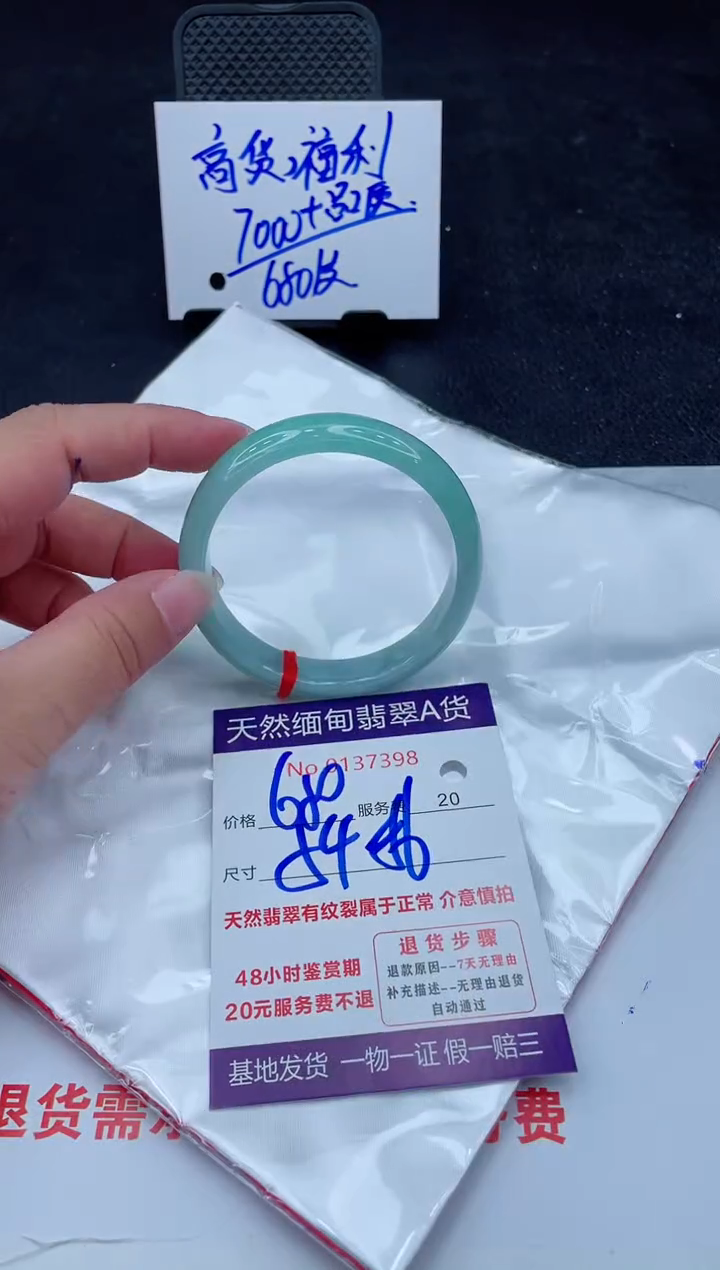 高货福利
7000+品质
680
天然缅甸翡翠A货
No 0137398
价格 680 服务 20
尺寸 54
天然翡翠有纹裂属于正常 介意慎拍
48小时鉴赏期
20元服务费不退
退货步骤
退款原因--7天无理由
补充描述--无理由退货
自动通过
基地发货 一物一证 假一赔三
退货需 费